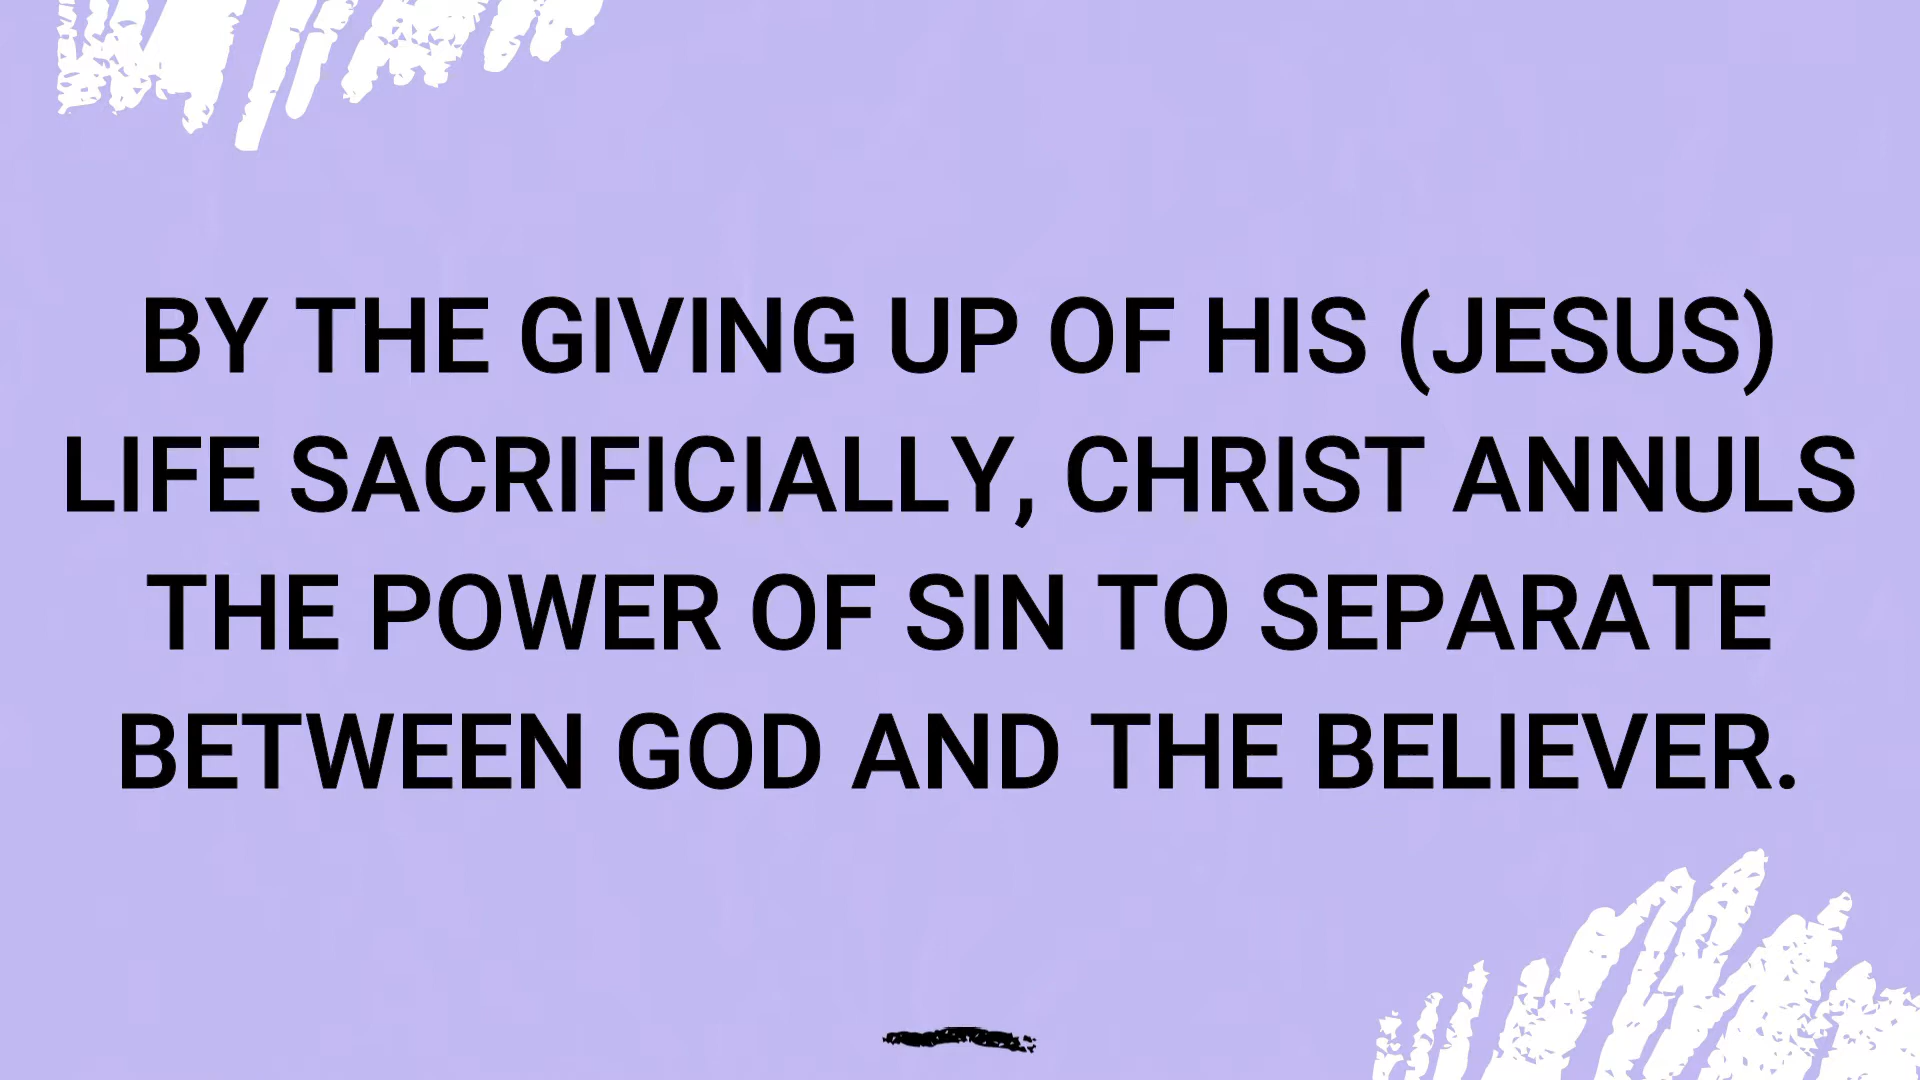 BY THE GIVING UP OF HIS (JESUS)
LIFE SACRIFICIALLY, CHRIST ANNULS
THE POWER OF SIN TO SEPARATE
BETWEEN GOD AND THE BELIEVER.